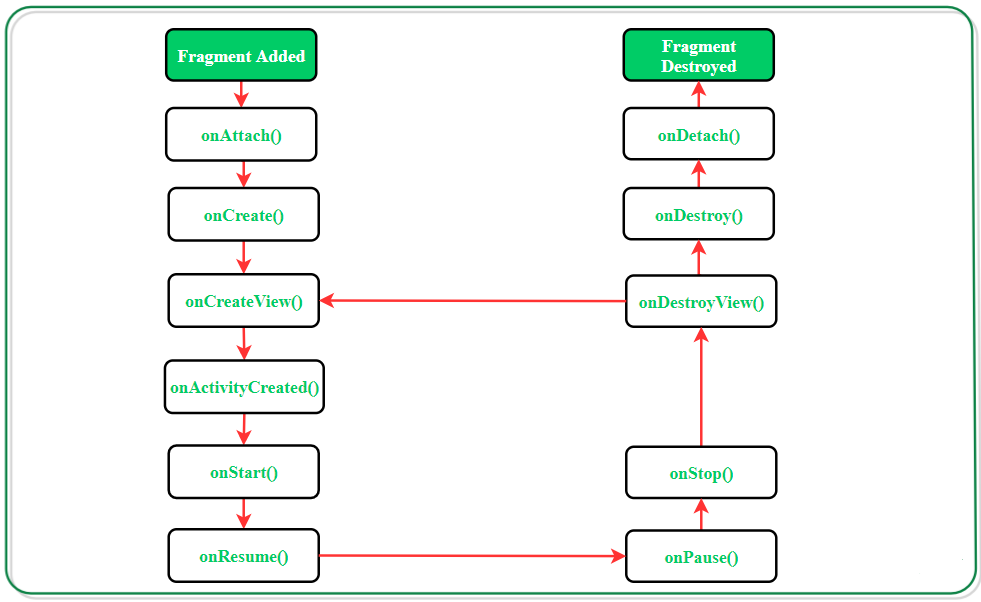 Fragment Added
onAttach()
onCreate()
onCreateView()
onActivityCreated()
onStart()
onResume()
Fragment
Destroyed
onDetach()
onDestroy()
onDestroyView()
onStop()
onPause()